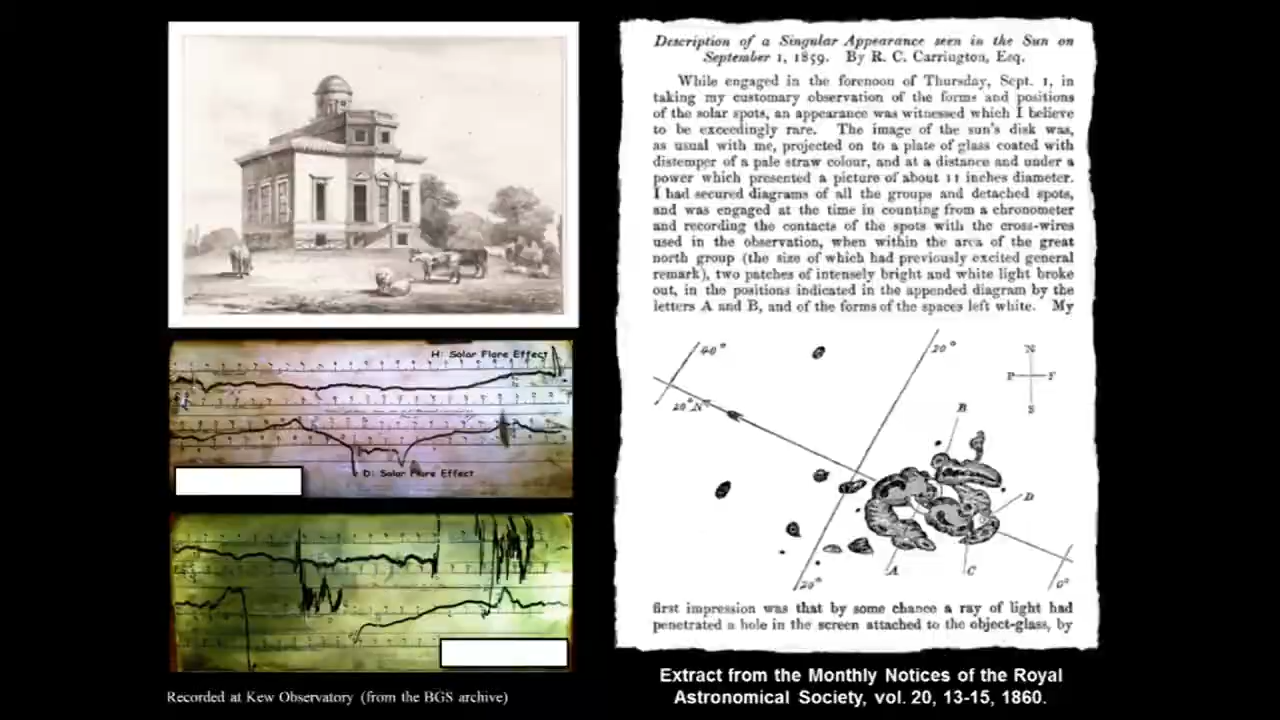 Description of a Singular Appearance seen in the Sun on
September 1, 1859. By R. C. Carrington, Esq.
While engaged in the forenoon of Thursday, Sept. 1, in
taking my customary observation of the forms and positions
of the solar spots, an appearance was witnessed which I believe
to be exceedingly rare. The image of the sun's disk was,
as usual with me, projected on to a plate of glass coated with
distemper of a pale straw colour, and at a distance and under a
power which presented a picture of about 11 inches diameter.
I had secured diagrams of all the groups and detached spots,
and was engaged at the time in counting from a chronometer
and recording the contacts of the spots with the cross-wires
used in the observation, when within the area of the great
north group (the size of which had previously excited general
remark), two patches of intensely bright and white light broke
out, in the positions indicated in the appended diagram by the
letters A and B, and of the forms of the spaces left white. My
40°
20°
N
P
F
S
20° N
B
D
A
C
20°
0°
first impression was that by some chance a ray of light had
penetrated a hole in the screen attached to the object-glass, by
Extract from the Monthly Notices of the Royal
Astronomical Society, vol. 20, 13-15, 1860.
H: Solar Flare Effect
D: Solar Flare Effect
Recorded at Kew Observatory (from the BGS archive)